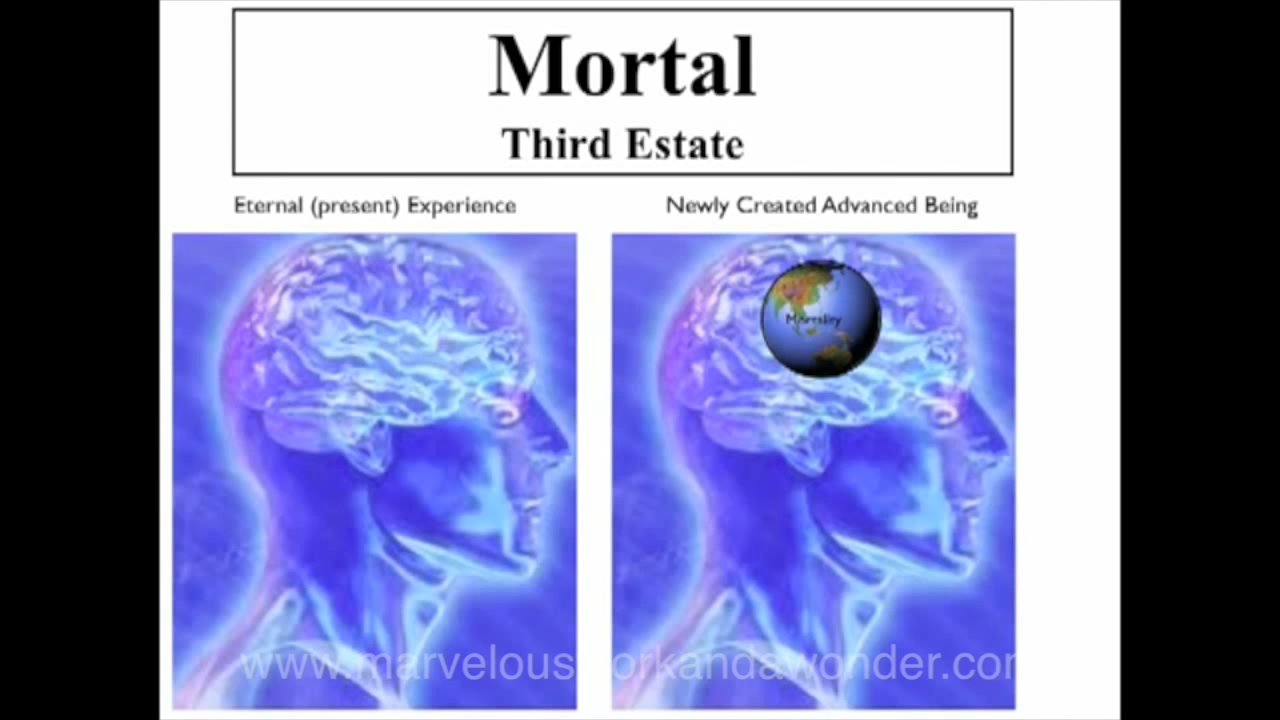 Mortal
Third Estate
Eternal (present) Experience
Newly Created Advanced Being
Mortality